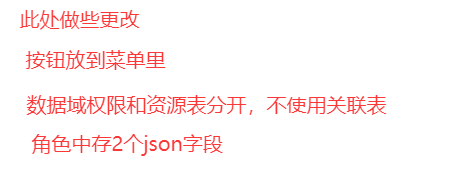 此处做些更改
按钮放到菜单里
数据域权限和资源表分开，不使用关联表
角色中存2个json字段